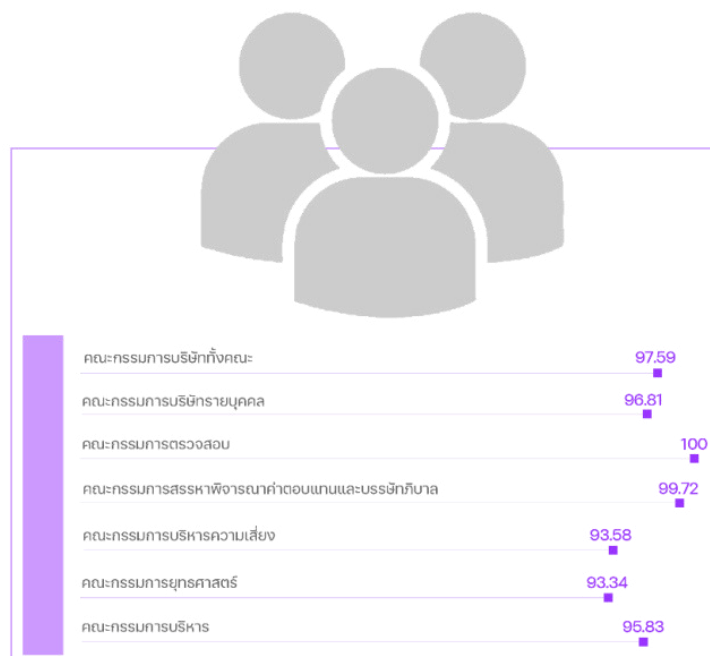 คณะกรรมการบริษัททั้งคณะ 97.59
คณะกรรมการบริษัทรายบุคคล 96.81
คณะกรรมการตรวจสอบ 100
คณะกรรมการสรรหาพิจารณาค่าตอบแทนและบรรษัทภิบาล 99.72
คณะกรรมการบริหารความเสี่ยง 93.58
คณะกรรมการยุทธศาสตร์ 93.34
คณะกรรมการบริหาร 95.83